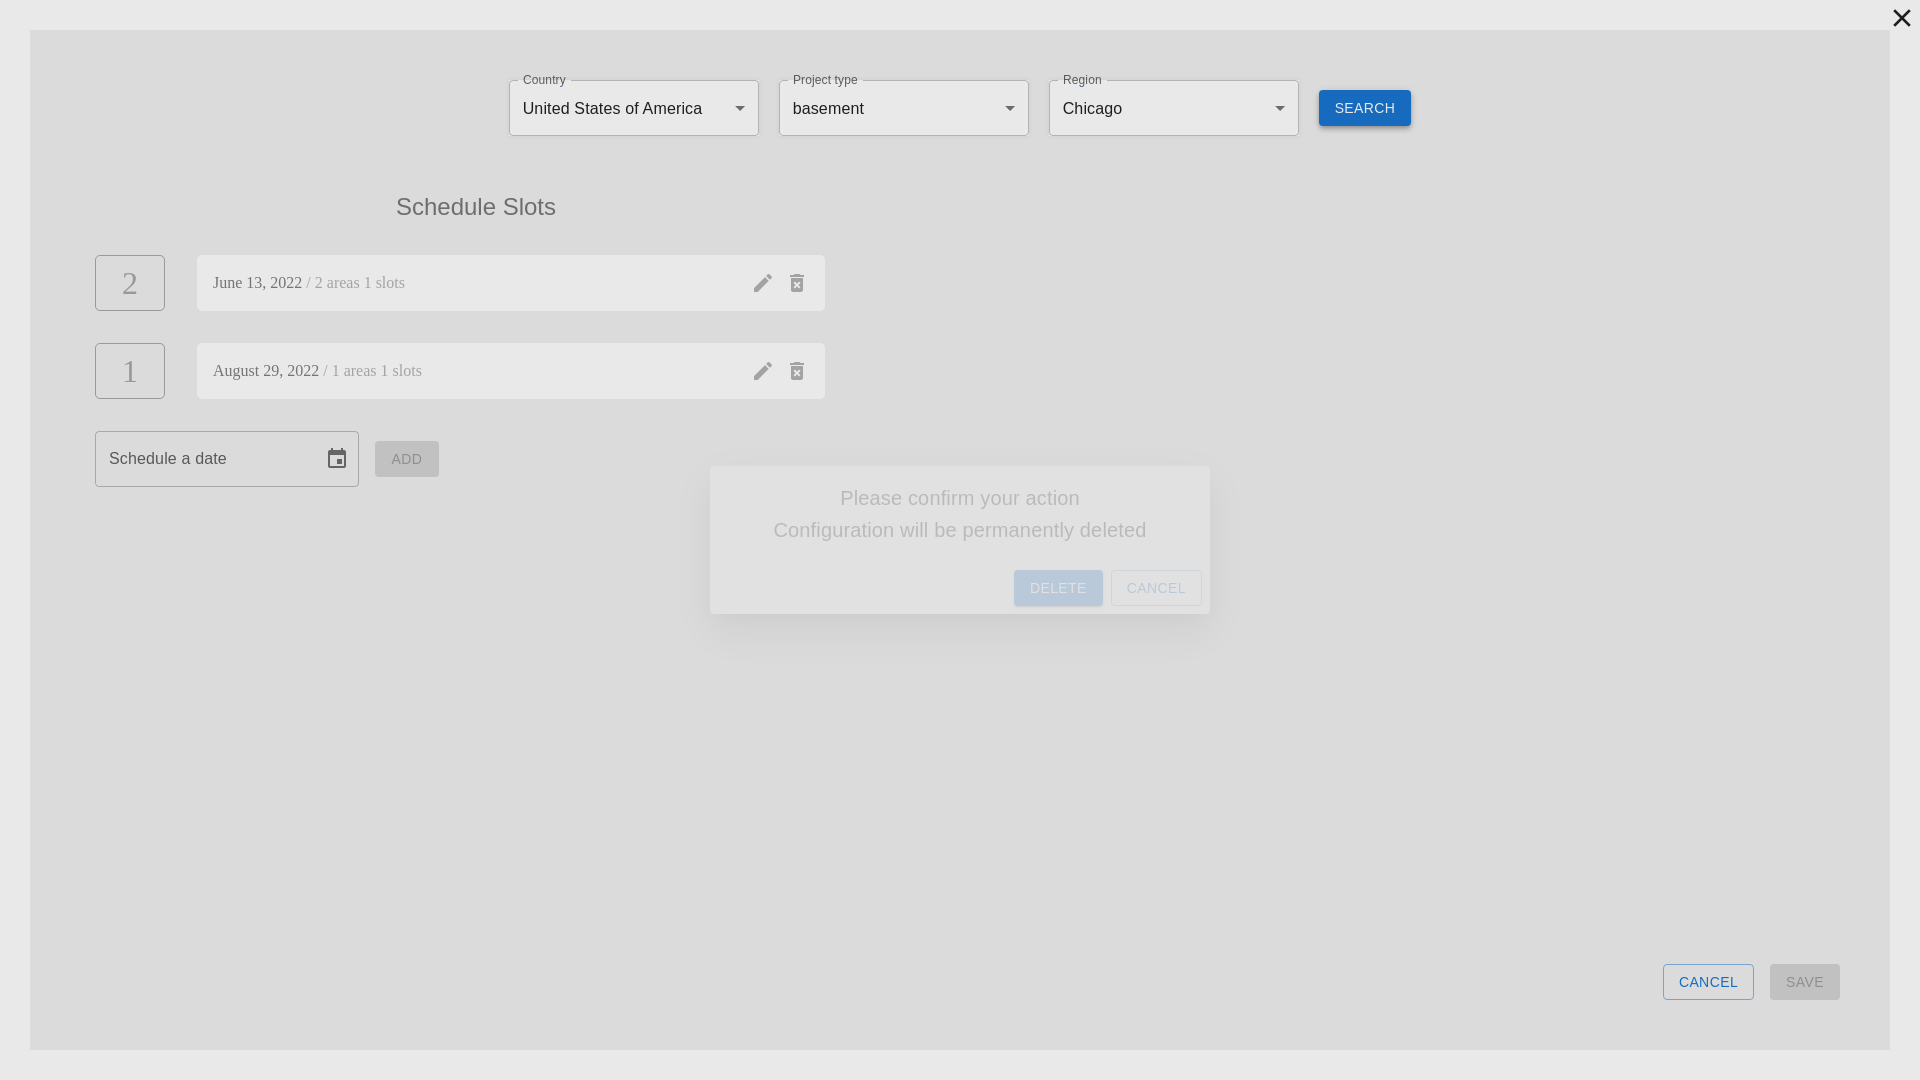 Country
Project type
Region
United States of America
basement
Chicago
SEARCH
Schedule Slots
2
June 13, 2022 / 2 areas 1 slots
1
August 29, 2022 / 1 areas 1 slots
Schedule a date
ADD
Please confirm your action
Configuration will be permanently deleted
DELETE
CANCEL
CANCEL
SAVE